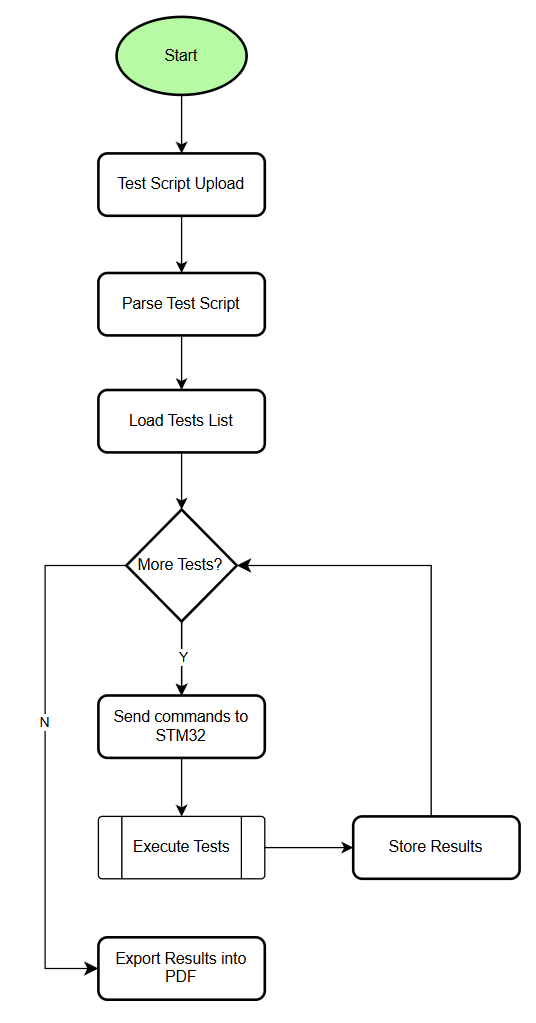 Start
Test Script Upload
Parse Test Script
Load Tests List
More Tests?
Y
N
Send commands to
STM32
Execute Tests
Store Results
Export Results into
PDF